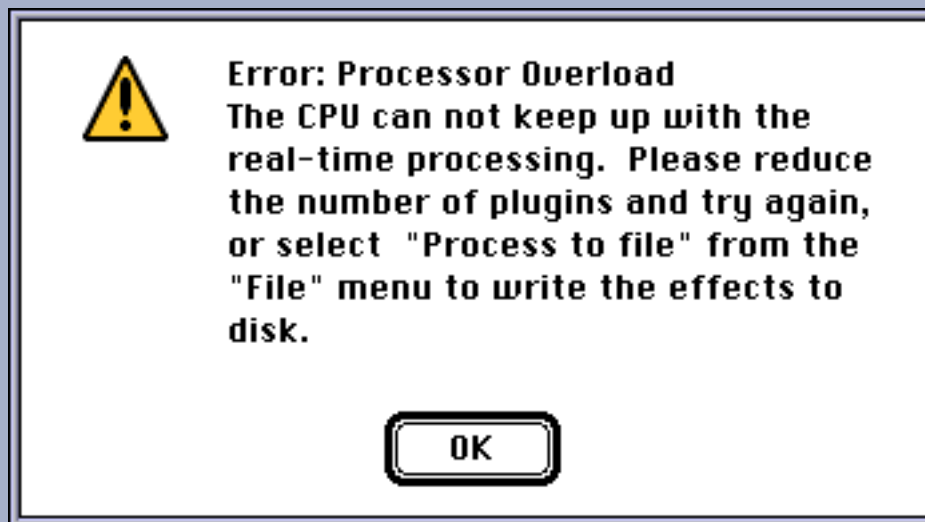 Error: Processor Overload
The CPU can not keep up with the
real-time processing.  Please reduce
the number of plugins and try again,
or select  "Process to file" from the
"File" menu to write the effects to
disk.
OK